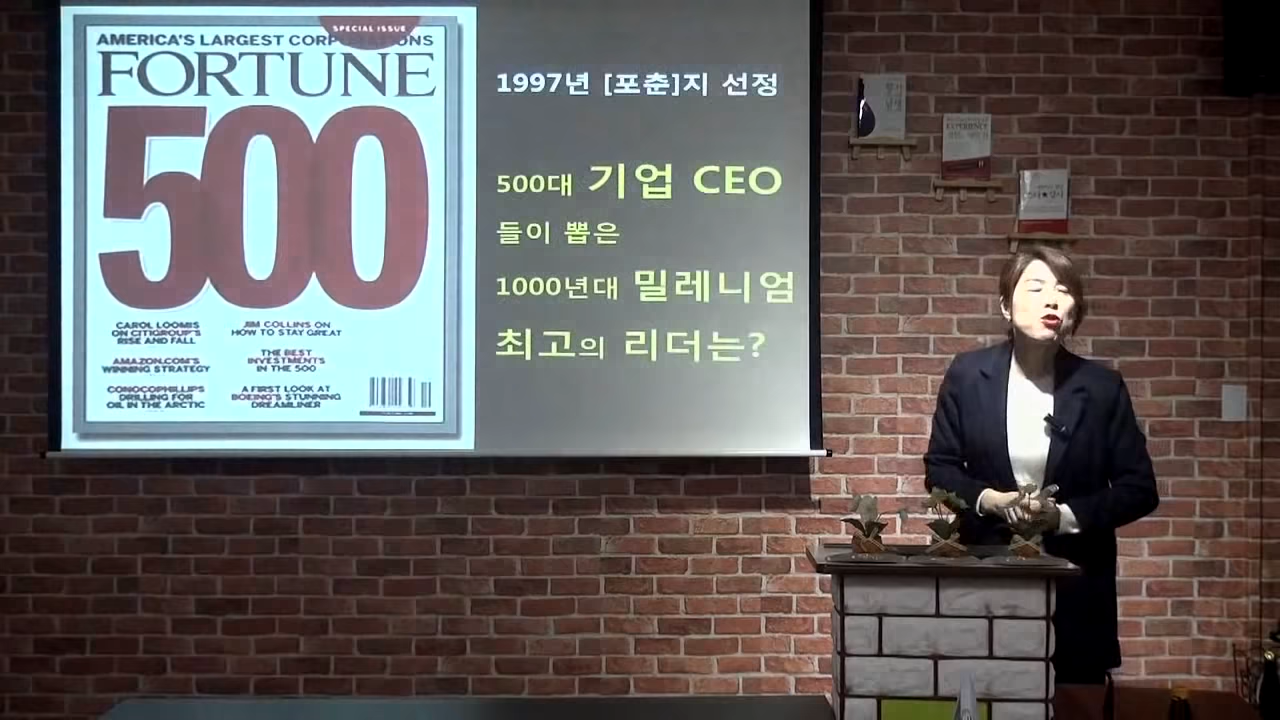 SPECIAL ISSUE
AMERICA'S LARGEST CORPORATIONS
FORTUNE
500
CAROL LOOMIS
ON CITIGROUP'S
RISE AND FALL
AMAZON.COM'S
WINNING STRATEGY
CONOCOPHILLIPS
DRILLING FOR
OIL IN THE ARCTIC
JIM COLLINS ON
HOW TO STAY GREAT
THE BEST
INVESTMENTS
IN THE 500
A FIRST LOOK AT
BOEING'S STUNNING
DREAMLINER
1997년 [포춘]지 선정
500대 기업 CEO
들이 뽑은
1000년대 밀레니엄
최고의 리더는?
EXPERIENCE